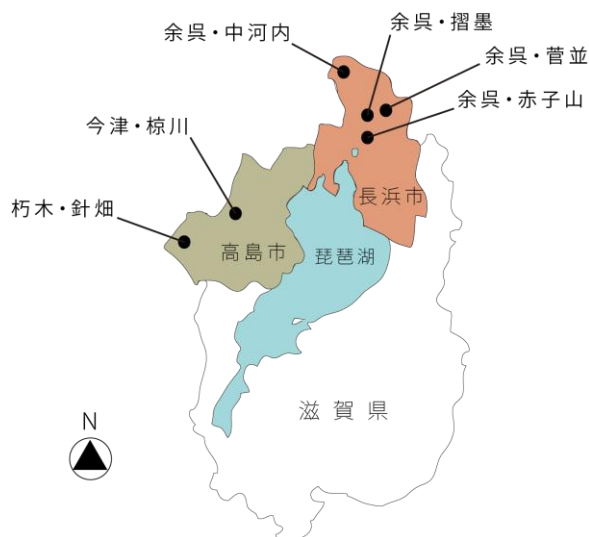 余呉・中河内
余呉・摺墨
余呉・菅並
余呉・赤子山
今津・椋川
朽木・針畑
長浜市
高島市
琵琶湖
滋賀県
N